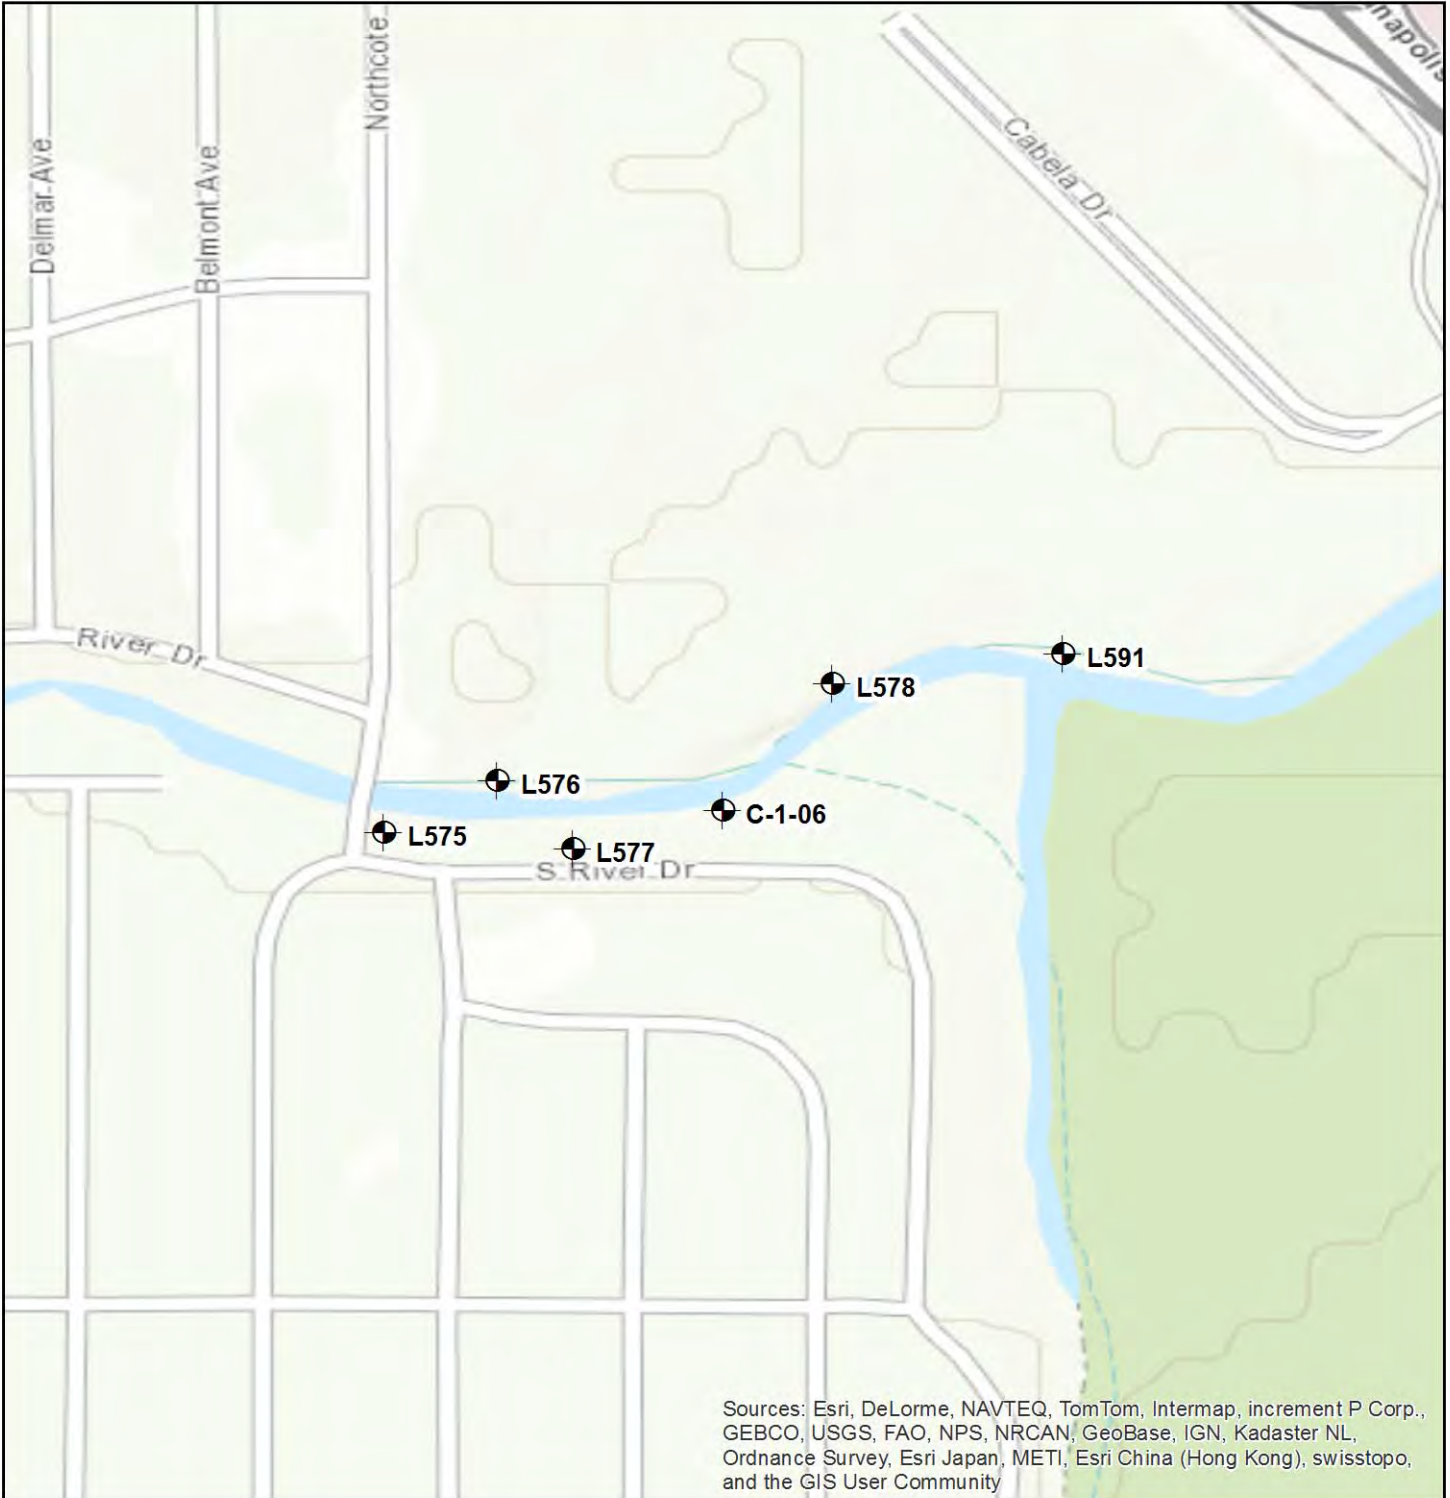 Northcote
Delmar Ave
Belmont Ave
Cabela Dr
River Dr
L591
L578
L576
C-1-06
L575
L577
S River Dr
Sources: Esri, DeLorme, NAVTEQ, TomTom, Intermap, increment P Corp.,
GEBCO, USGS, FAO, NPS, NRCAN, GeoBase, IGN, Kadaster NL,
Ordnance Survey, Esri Japan, METI, Esri China (Hong Kong), swisstopo,
and the GIS User Community